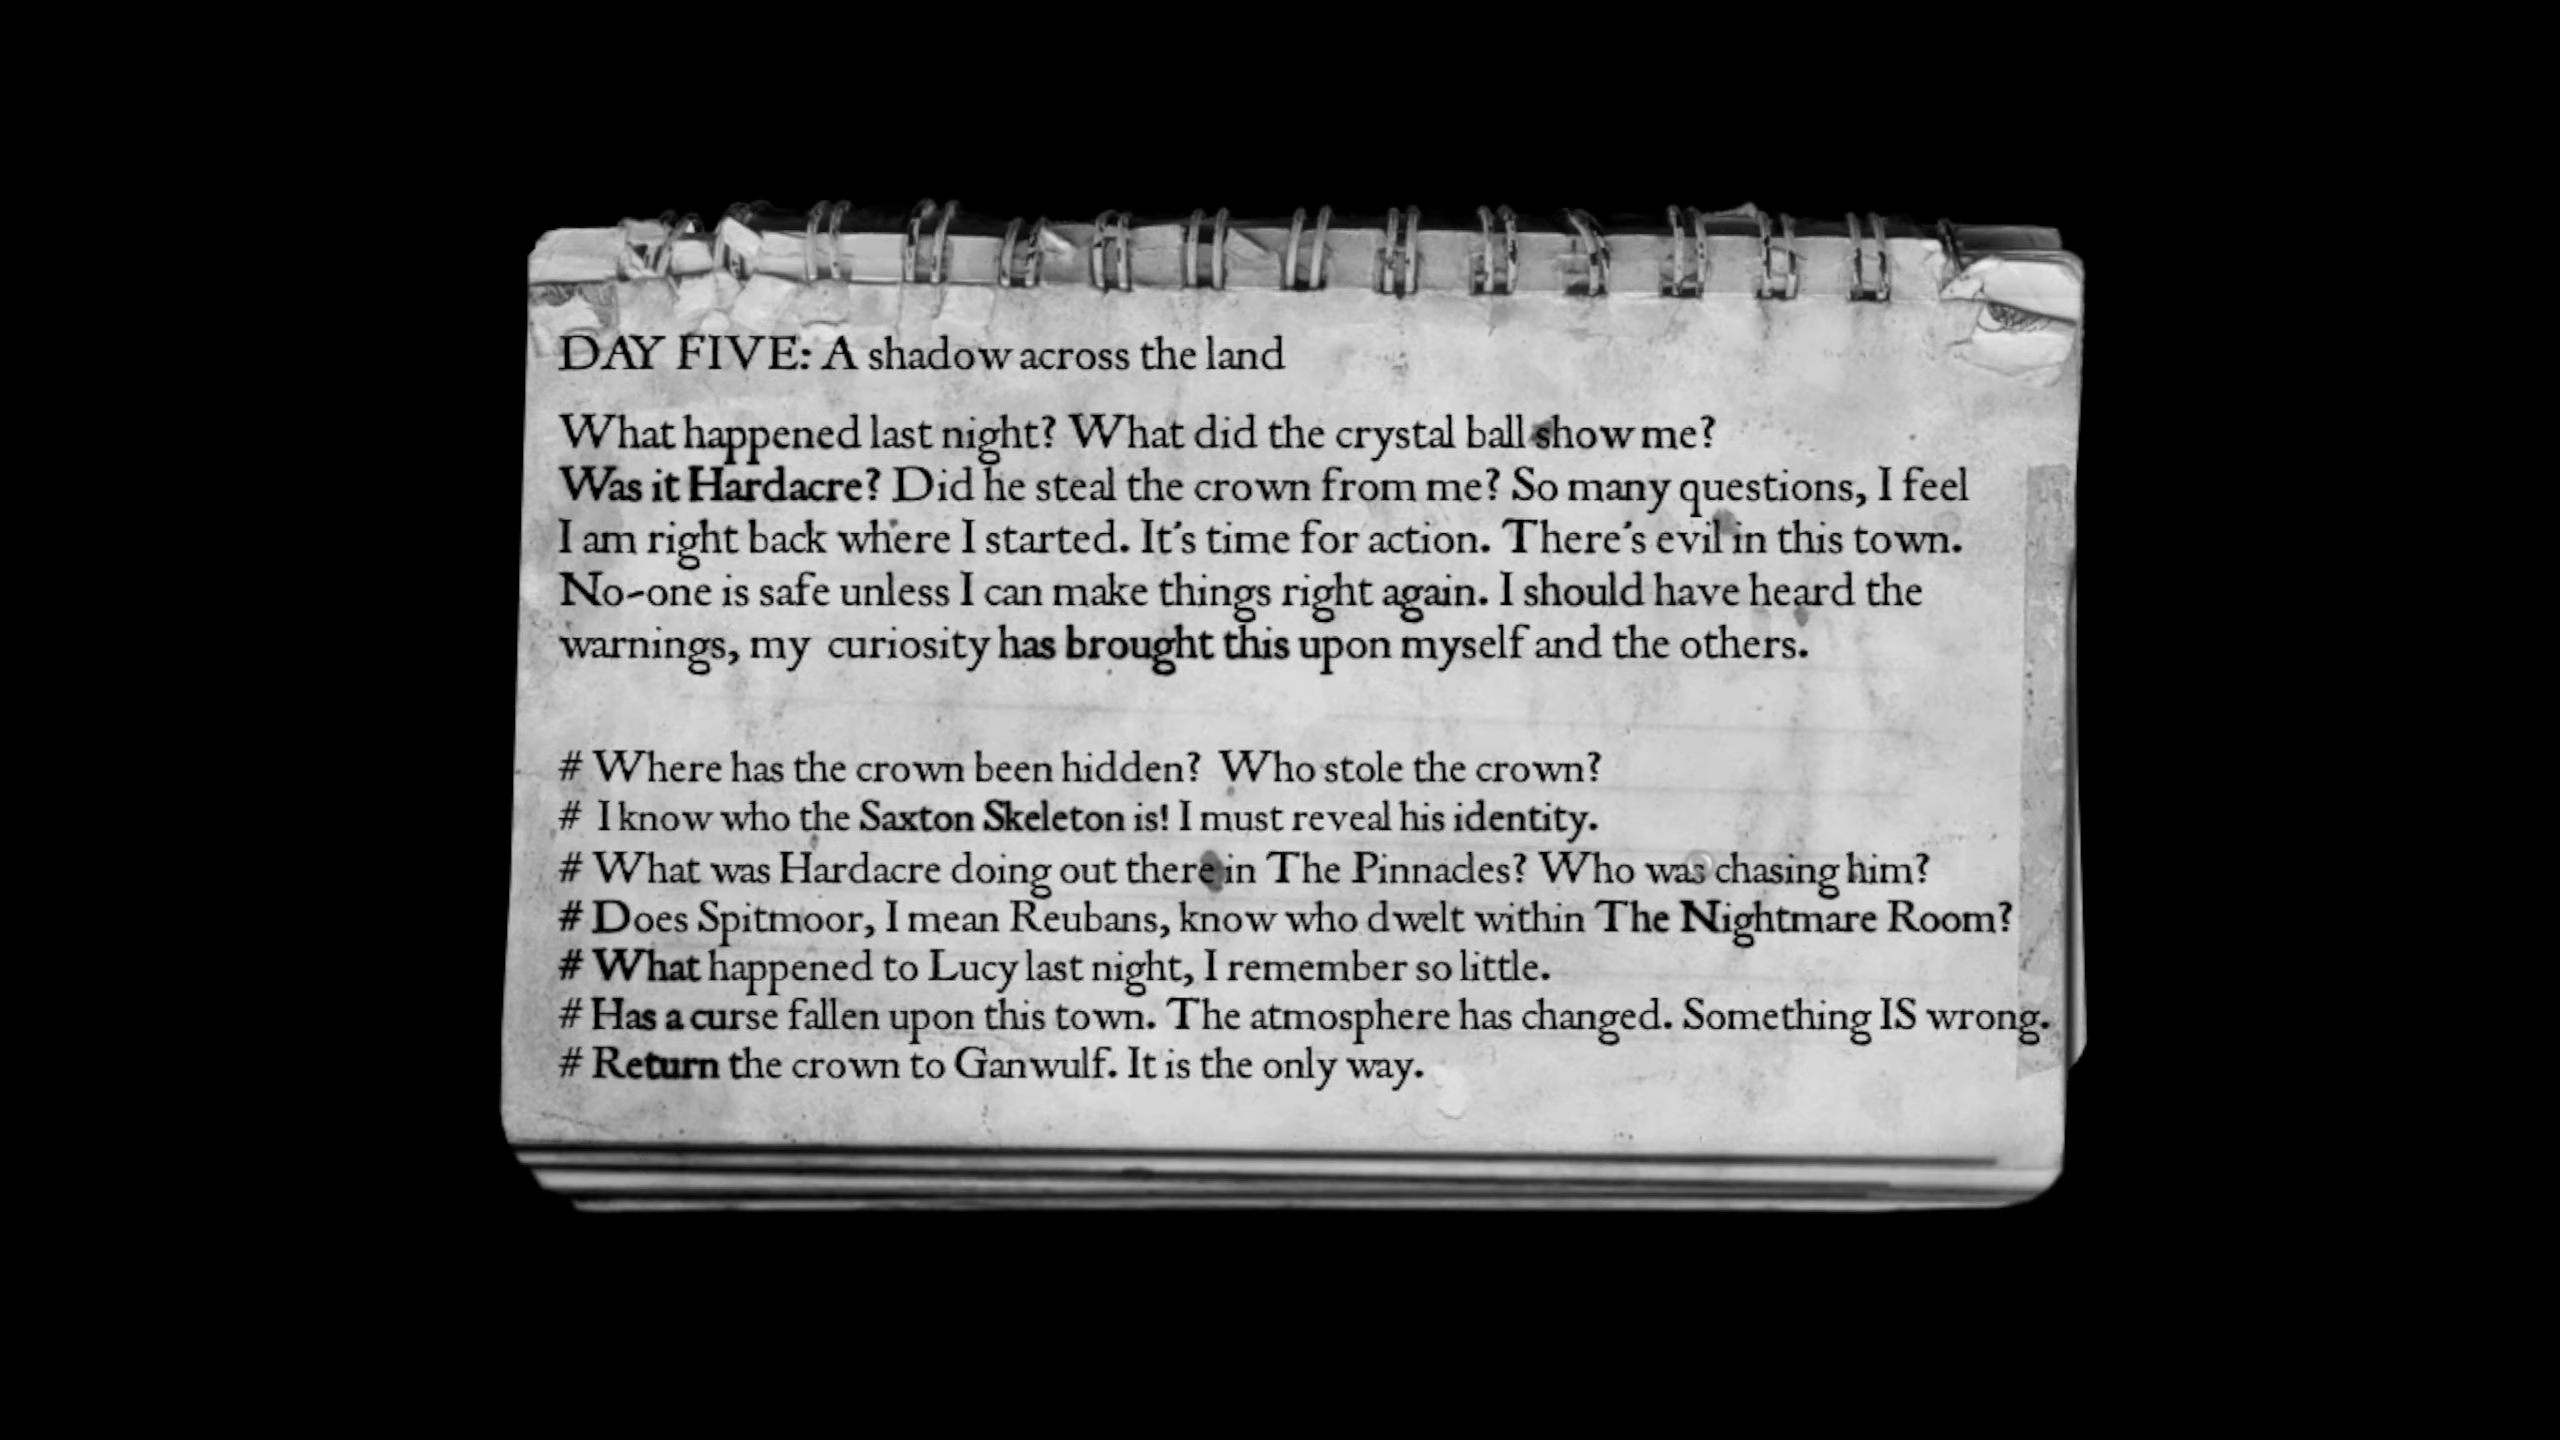 DAY FIVE: A shadow across the land
What happened last night? What did the crystal ball show me?
Was it Hardacre? Did he steal the crown from me? So many questions, I feel
I am right back where I started. It's time for action. There's evil in this town.
No-one is safe unless I can make things right again. I should have heard the
warnings, my curiosity has brought this upon myself and the others.
# Where has the crown been hidden? Who stole the crown?
# I know who the Saxton Skeleton is! I must reveal his identity.
# What was Hardacre doing out there in The Pinnacles? Who was chasing him?
# Does Spitmoor, I mean Reubans, know who dwelt within The Nightmare Room?
# What happened to Lucy last night, I remember so little.
# Has a curse fallen upon this town. The atmosphere has changed. Something IS wrong.
# Return the crown to Ganwulf. It is the only way.